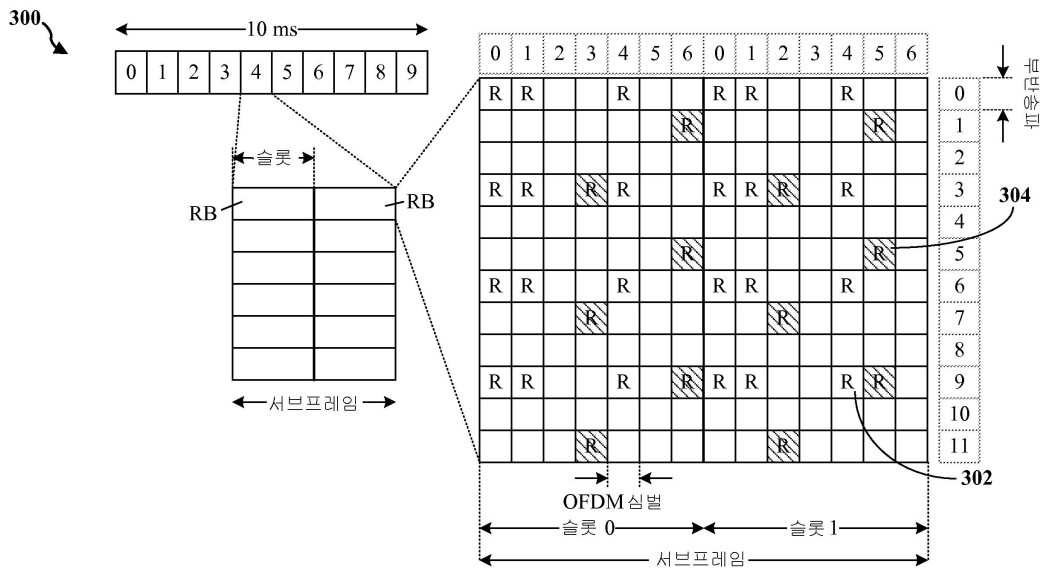 300
10 ms
0 1 2 3 4 5 6 7 8 9
슬롯
RB
RB
서브프레임
0 1 2 3 4 5 6 0 1 2 3 4 5 6
R R R R R R 0
R R 1
2
R R R R R R R R 3
4
R R 5
R R R R R R 6
R R 7
8
R R R R R R R R 9
10
R R 11
부반송파
304
302
OFDM 심벌
슬롯 0
슬롯 1
서브프레임